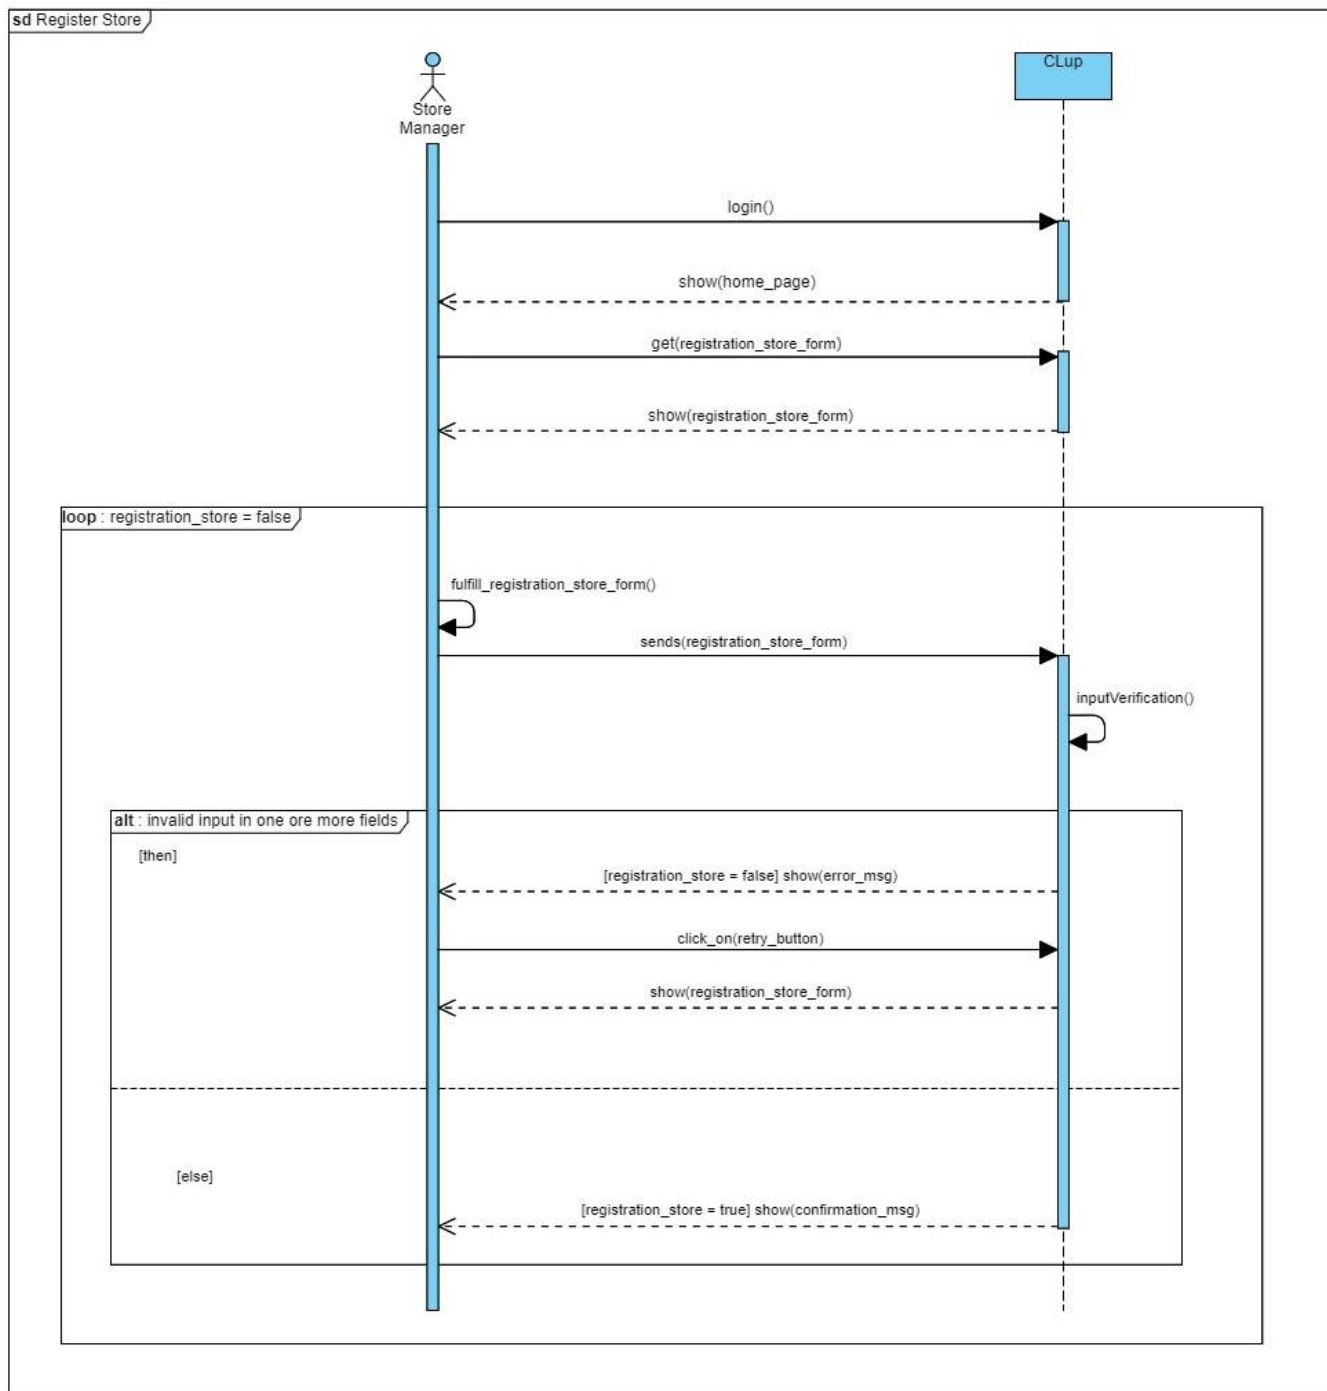 sd Register Store
CLup
Store
Manager
login()
show(home_page)
get(registration_store_form)
show(registration_store_form)
loop : registration_store = false
fulfill_registration_store_form()
sends(registration_store_form)
inputVerification()
alt : invalid input in one ore more fields
[then]
[registration_store = false] show(error_msg)
click_on(retry_button)
show(registration_store_form)
[else]
[registration_store = true] show(confirmation_msg)